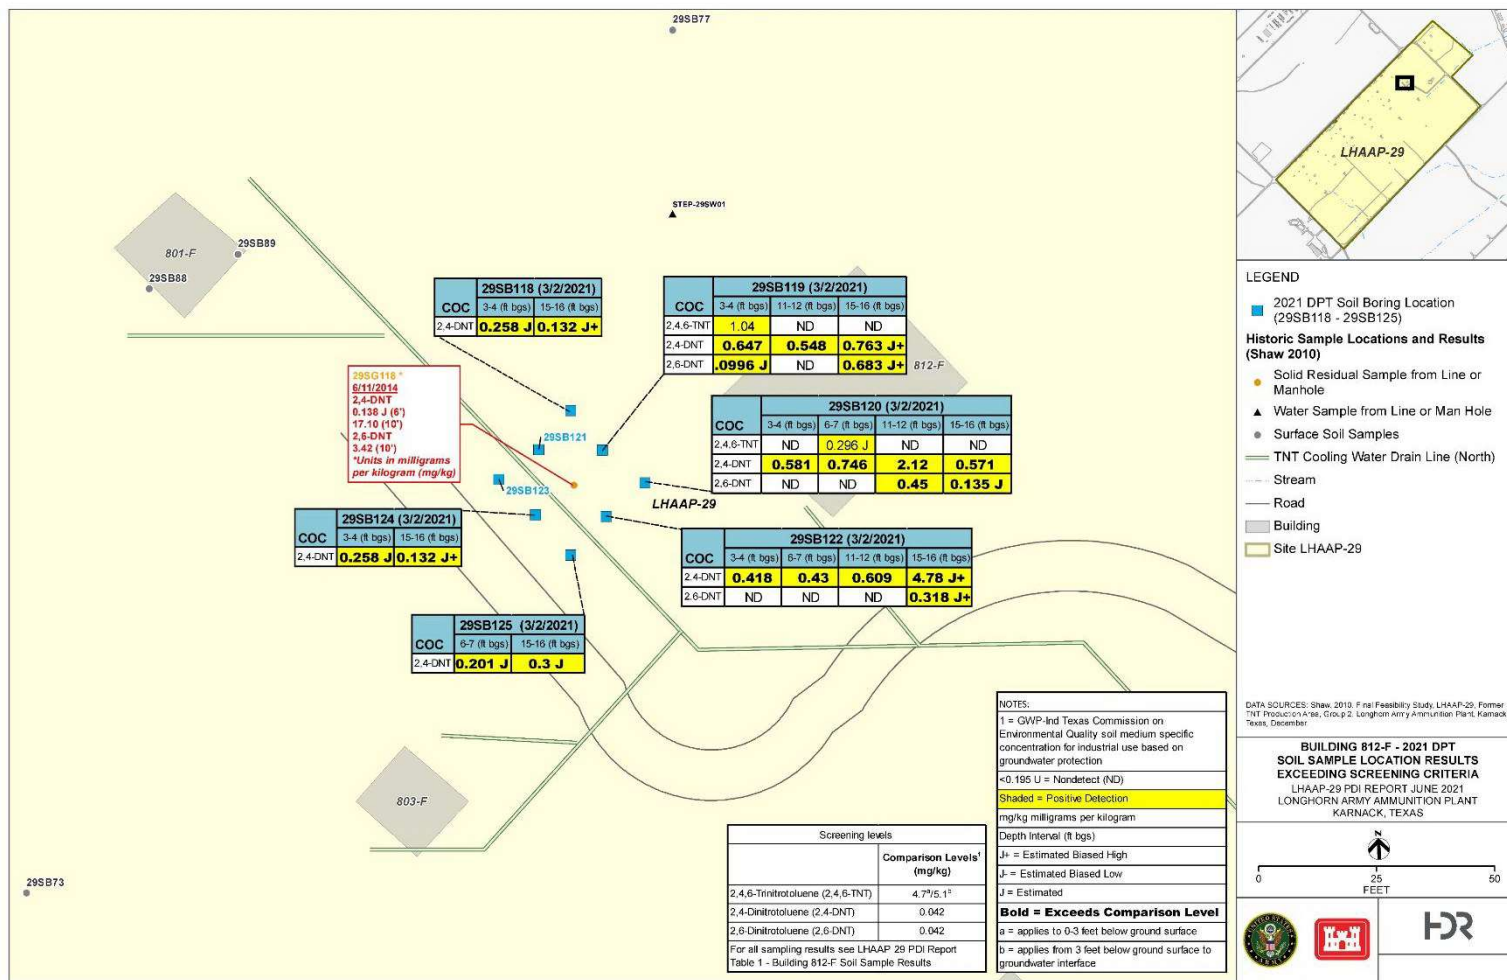 29SB77
STEP-29SW01
801-F
29SB89
29SB88
29SB118 (3/2/2021)
COC 3-4 (ft bgs) 15-16 (ft bgs)
2,4-DNT 0.258 J 0.132 J+
29SB119 (3/2/2021)
COC 3-4 (ft bgs) 11-12 (ft bgs) 15-16 (ft bgs)
2,4,6-TNT 1.04 ND ND
2,4-DNT 0.647 0.548 0.763 J+
2,6-DNT .0996 J ND 0.683 J+
812-F
29SG118 *
6/11/2014
2,4-DNT
0.138 J (6')
17.10 (10')
2,6-DNT
3.42 (10')
*Units in milligrams
per kilogram (mg/kg)
29SB121
29SB123
LHAAP-29
29SB120 (3/2/2021)
COC 3-4 (ft bgs) 6-7 (ft bgs) 11-12 (ft bgs) 15-16 (ft bgs)
2,4,6-TNT ND 0.296 J ND ND
2,4-DNT 0.581 0.746 2.12 0.571
2,6-DNT ND ND 0.45 0.135 J
29SB124 (3/2/2021)
COC 3-4 (ft bgs) 15-16 (ft bgs)
2,4-DNT 0.258 J 0.132 J+
29SB122 (3/2/2021)
COC 3-4 (ft bgs) 6-7 (ft bgs) 11-12 (ft bgs) 15-16 (ft bgs)
2,4-DNT 0.418 0.43 0.609 4.78 J+
2,6-DNT ND ND ND 0.318 J+
29SB125 (3/2/2021)
COC 6-7 (ft bgs) 15-16 (ft bgs)
2,4-DNT 0.201 J 0.3 J
803-F
29SB73
Screening levels
Comparison Levels¹
(mg/kg)
2,4,6-Trinitrotoluene (2,4,6-TNT) 4.7ᵃ/5.1ᵇ
2,4-Dinitrotoluene (2,4-DNT) 0.042
2,6-Dinitrotoluene (2,6-DNT) 0.042
For all sampling results see LHAAP 29 PDI Report
Table 1 - Building 812-F Soil Sample Results
NOTES:
1 = GWP-Ind Texas Commission on
Environmental Quality soil medium specific
concentration for industrial use based on
groundwater protection
<0.195 U = Nondetect (ND)
Shaded = Positive Detection
mg/kg milligrams per kilogram
Depth Interval (ft bgs)
J+ = Estimated Biased High
J- = Estimated Biased Low
J = Estimated
Bold = Exceeds Comparison Level
a = applies to 0-3 feet below ground surface
b = applies from 3 feet below ground surface to
groundwater interface
LHAAP-29
LEGEND
2021 DPT Soil Boring Location
(29SB118 - 29SB125)
Historic Sample Locations and Results
(Shaw 2010)
Solid Residual Sample from Line or
Manhole
Water Sample from Line or Man Hole
Surface Soil Samples
TNT Cooling Water Drain Line (North)
Stream
Road
Building
Site LHAAP-29
DATA SOURCES: Shaw, 2010. Final Feasibility Study, LHAAP-29, Former
TNT Production Area, Group 2, Longhorn Army Ammunition Plant, Karnack,
Texas, December
BUILDING 812-F - 2021 DPT
SOIL SAMPLE LOCATION RESULTS
EXCEEDING SCREENING CRITERIA
LHAAP-29 PDI REPORT JUNE 2021
LONGHORN ARMY AMMUNITION PLANT
KARNACK, TEXAS
N
0 25 50
FEET
HDR